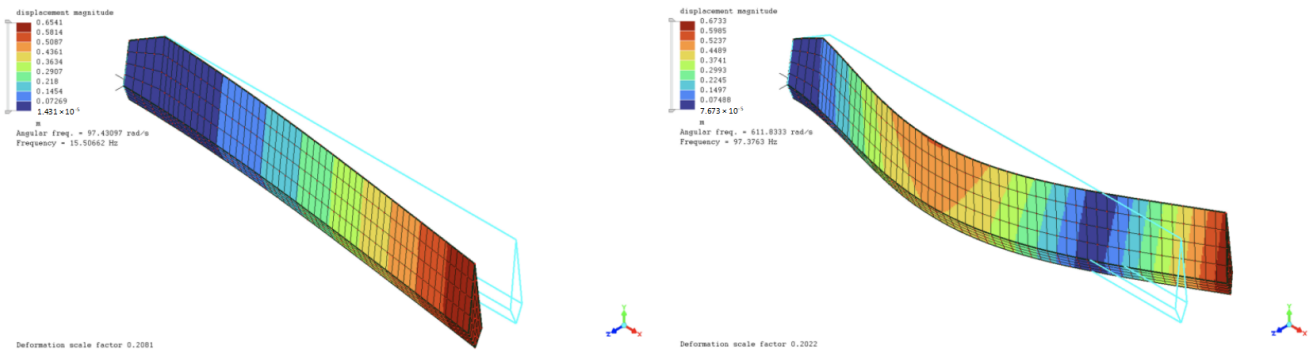 displacement magnitude
0.6541
0.5814
0.5087
0.4361
0.3634
0.2907
0.218
0.1454
0.07269
1.431 × 10⁻⁵
m
Angular freq. = 97.43097 rad/s
Frequency = 15.50662 Hz
Y
Z
X
Deformation scale factor 0.2081
displacement magnitude
0.6733
0.5985
0.5237
0.4489
0.3741
0.2993
0.2245
0.1497
0.07488
7.673 × 10⁻⁵
m
Angular freq. = 611.8333 rad/s
Frequency = 97.3763 Hz
Y
Z
X
Deformation scale factor 0.2022